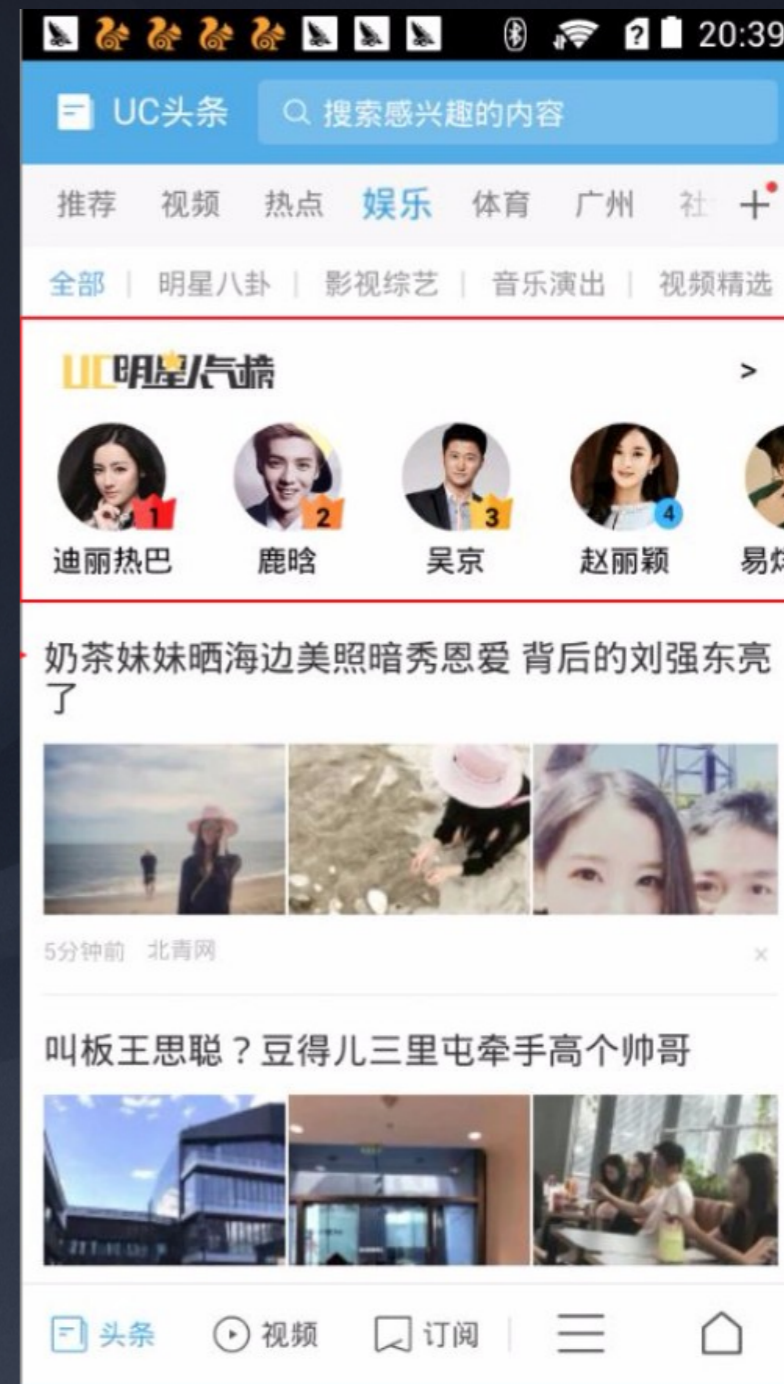 20:39
UC头条
搜索感兴趣的内容
推荐 视频 热点 娱乐 体育 广州 社
全部 | 明星八卦 | 影视综艺 | 音乐演出 | 视频精选
UC明星人气榜 >
1 2 3 4
迪丽热巴 鹿晗 吴京 赵丽颖 易
奶茶妹妹晒海边美照暗秀恩爱 背后的刘强东亮
了
5分钟前 北青网
叫板王思聪？豆得儿三里屯牵手高个帅哥
头条 视频 订阅